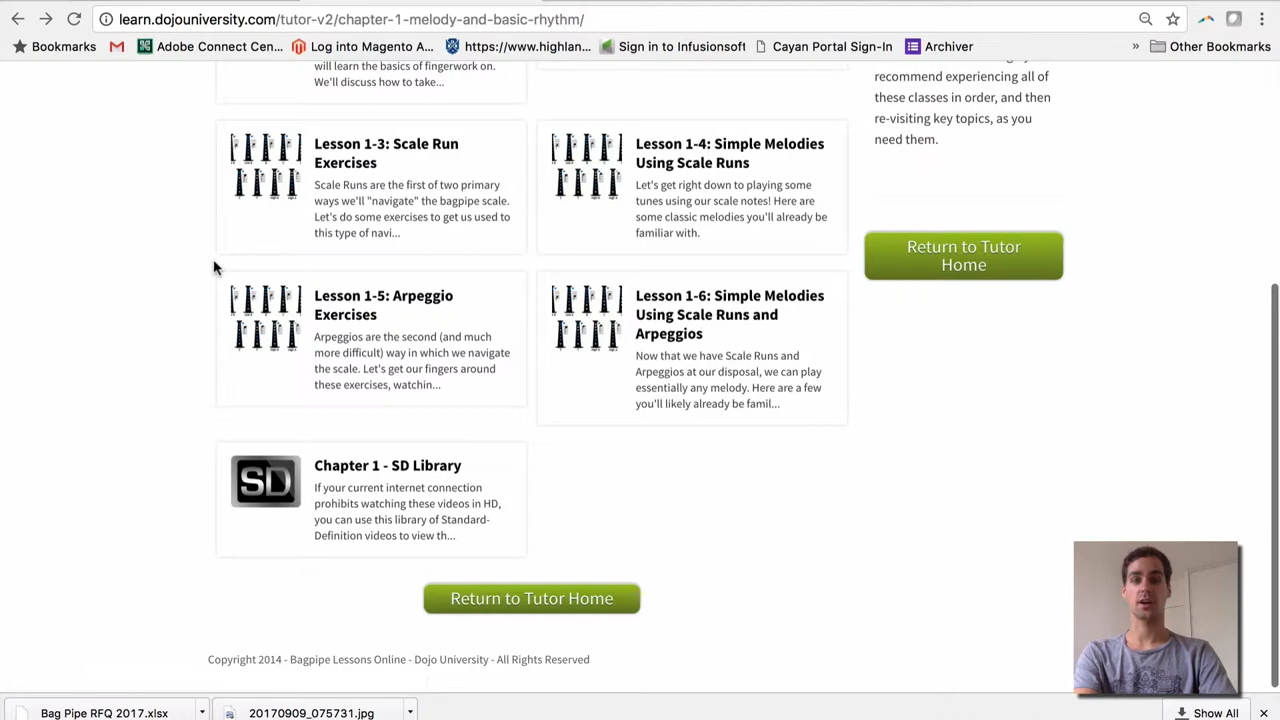 learn.dojouniversity.com/tutor-v2/chapter-1-melody-and-basic-rhythm/
Bookmarks
Adobe Connect Cen...
Log into Magento A...
https://www.highlan...
Sign in to Infusionsoft
Cayan Portal Sign-In
Archiver
»
Other Bookmarks
will learn the basics of fingerwork on.
We'll discuss how to take...
recommend experiencing all of
these classes in order, and then
re-visiting key topics, as you
need them.
Lesson 1-3: Scale Run
Exercises
Scale Runs are the first of two primary
ways we'll "navigate" the bagpipe scale.
Let's do some exercises to get us used to
this type of navi...
Lesson 1-4: Simple Melodies
Using Scale Runs
Let's get right down to playing some
tunes using our scale notes! Here are
some classic melodies you'll already be
familiar with.
Return to Tutor
Home
Lesson 1-5: Arpeggio
Exercises
Arpeggios are the second (and much
more difficult) way in which we navigate
the scale. Let's get our fingers around
these exercises, watchin...
Lesson 1-6: Simple Melodies
Using Scale Runs and
Arpeggios
Now that we have Scale Runs and
Arpeggios at our disposal, we can play
essentially any melody. Here are a few
you'll likely already be famil...
SD
Chapter 1 - SD Library
If your current internet connection
prohibits watching these videos in HD,
you can use this library of Standard-
Definition videos to view th...
Return to Tutor Home
Copyright 2014 - Bagpipe Lessons Online - Dojo University - All Rights Reserved
Bag Pipe RFQ 2017.xlsx
20170909_075731.jpg
Show All